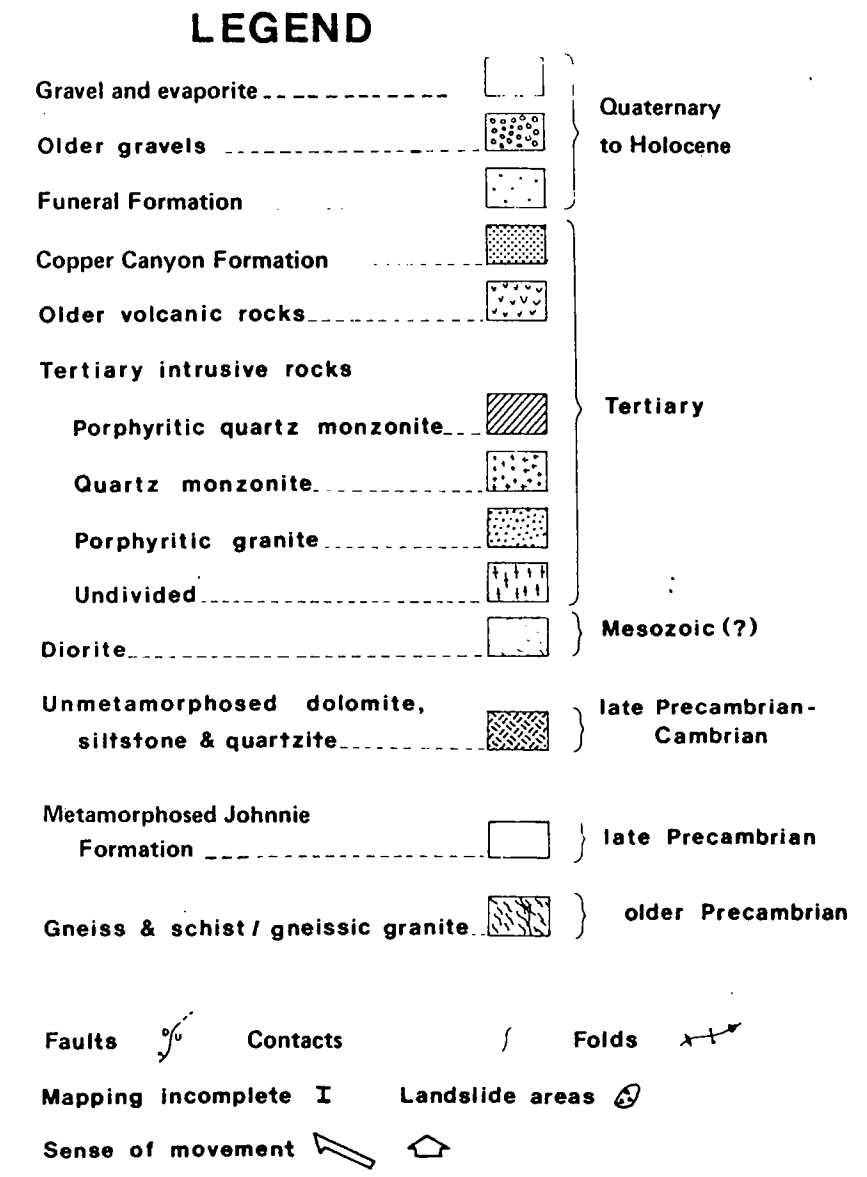 LEGEND
Gravel and evaporite
Quaternary
Older gravels
to Holocene
Funeral Formation
Copper Canyon Formation
Older volcanic rocks
Tertiary intrusive rocks
Tertiary
Porphyritic quartz monzonite
Quartz monzonite
Porphyritic granite
Undivided
Mesozoic (?)
Diorite
Unmetamorphosed dolomite,
siltstone & quartzite
late Precambrian-
Cambrian
Metamorphosed Johnnie
Formation
late Precambrian
Gneiss & schist / gneissic granite
older Precambrian
Faults Contacts Folds
Mapping incomplete I Landslide areas
Sense of movement